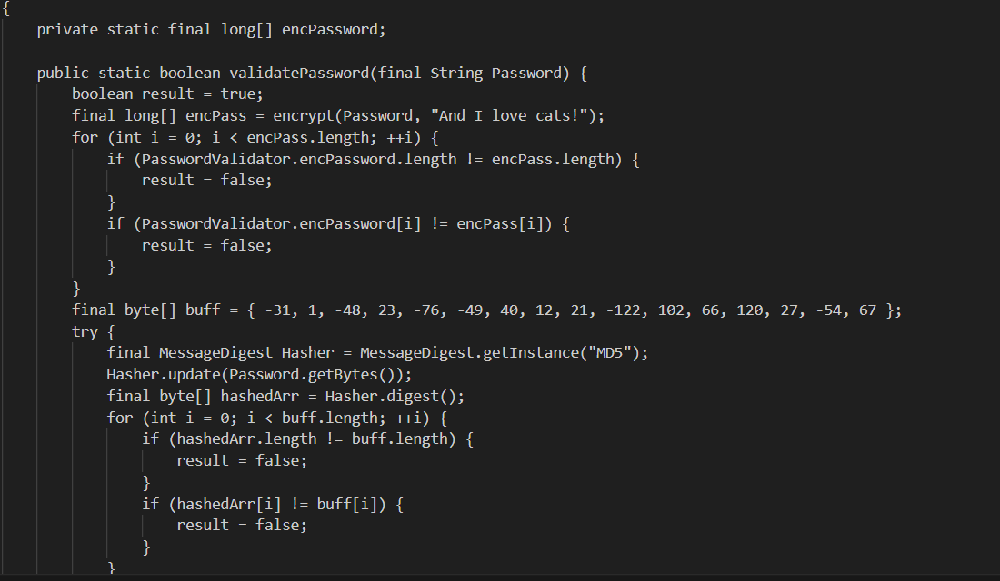 {
    private static final long[] encPassword;

    public static boolean validatePassword(final String Password) {
        boolean result = true;
        final long[] encPass = encrypt(Password, "And I love cats!");
        for (int i = 0; i < encPass.length; ++i) {
            if (PasswordValidator.encPassword.length != encPass.length) {
                result = false;
            }
            if (PasswordValidator.encPassword[i] != encPass[i]) {
                result = false;
            }
        }
        final byte[] buff = { -31, 1, -48, 23, -76, -49, 40, 12, 21, -122, 102, 66, 120, 27, -54, 67 };
        try {
            final MessageDigest Hasher = MessageDigest.getInstance("MD5");
            Hasher.update(Password.getBytes());
            final byte[] hashedArr = Hasher.digest();
            for (int i = 0; i < buff.length; ++i) {
                if (hashedArr.length != buff.length) {
                    result = false;
                }
                if (hashedArr[i] != buff[i]) {
                    result = false;
                }
            }